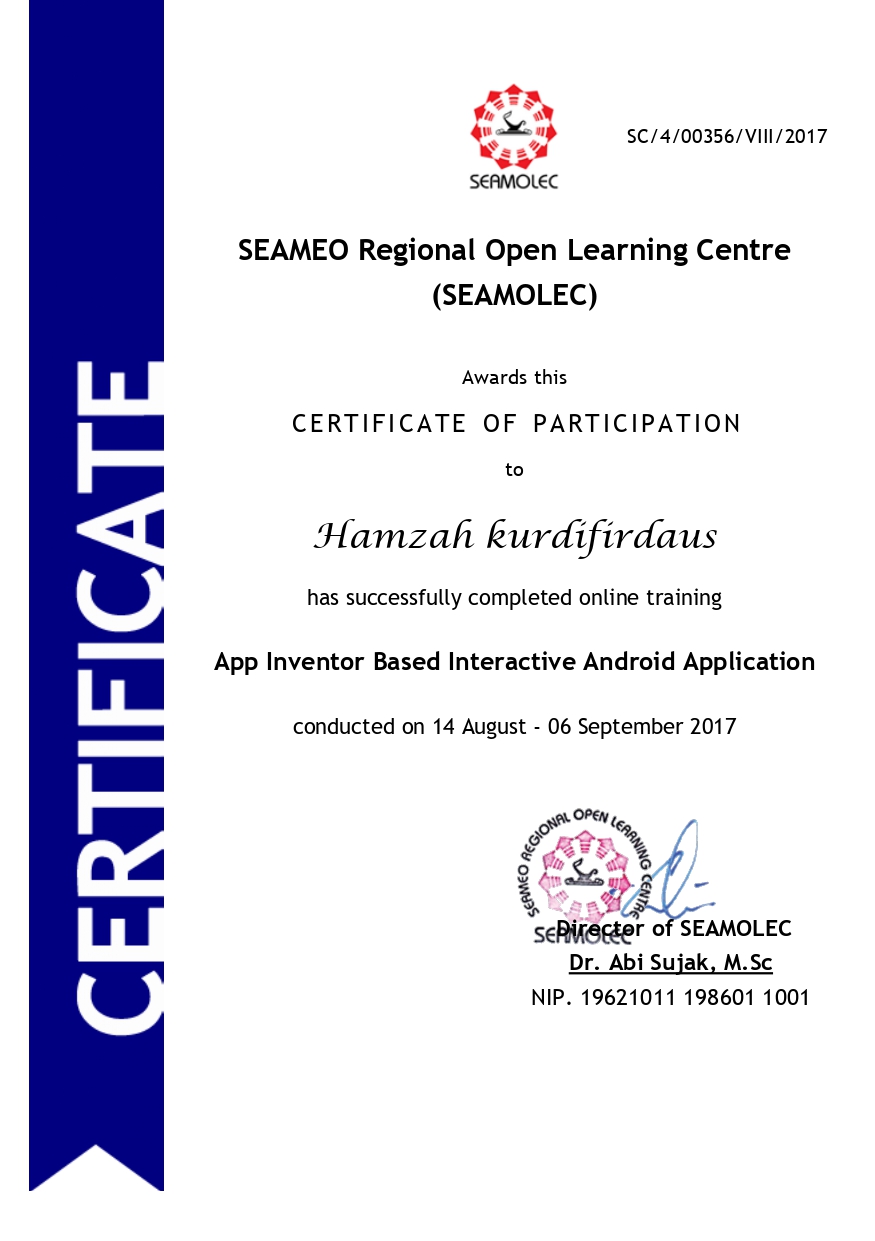 SEAMOLEC
SC/4/00356/VIII/2017
SEAMEO Regional Open Learning Centre
(SEAMOLEC)
Awards this
CERTIFICATE OF PARTICIPATION
to
Hamzah kurdifirdaus
has successfully completed online training
App Inventor Based Interactive Android Application
conducted on 14 August - 06 September 2017
SEAMEO REGIONAL OPEN LEARNING CENTRE
SEAMOLEC
Director of SEAMOLEC
Dr. Abi Sujak, M.Sc
NIP. 19621011 198601 1001
CERTIFICATE